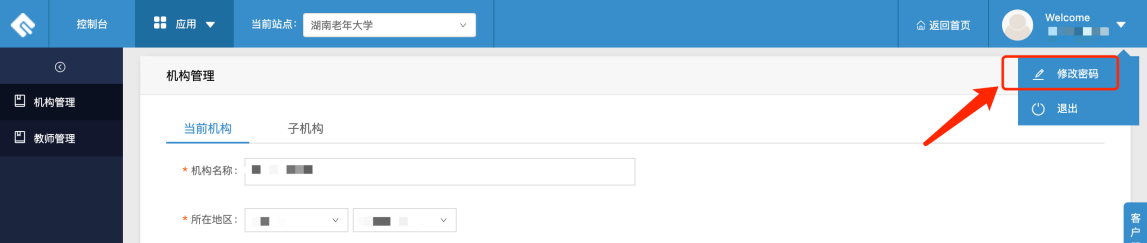 控制台
应用
当前站点：
湖南老年大学
返回首页
Welcome
机构管理
修改密码
机构管理
退出
教师管理
当前机构
子机构
* 机构名称：
* 所在地区：
客
户